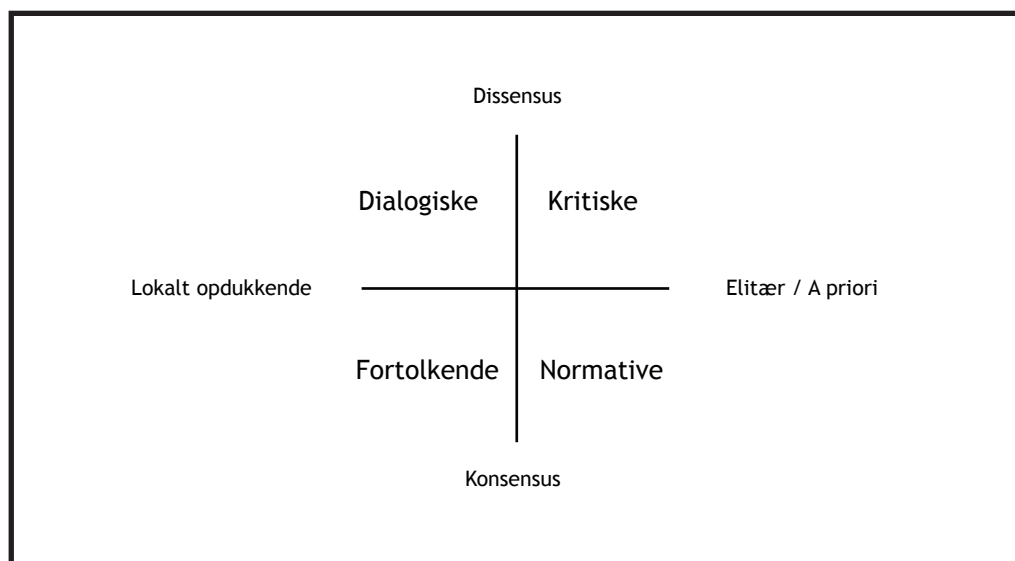 Dissensus
Dialogiske Kritiske
Lokalt opdukkende Elitær / A priori
Fortolkende Normative
Konsensus